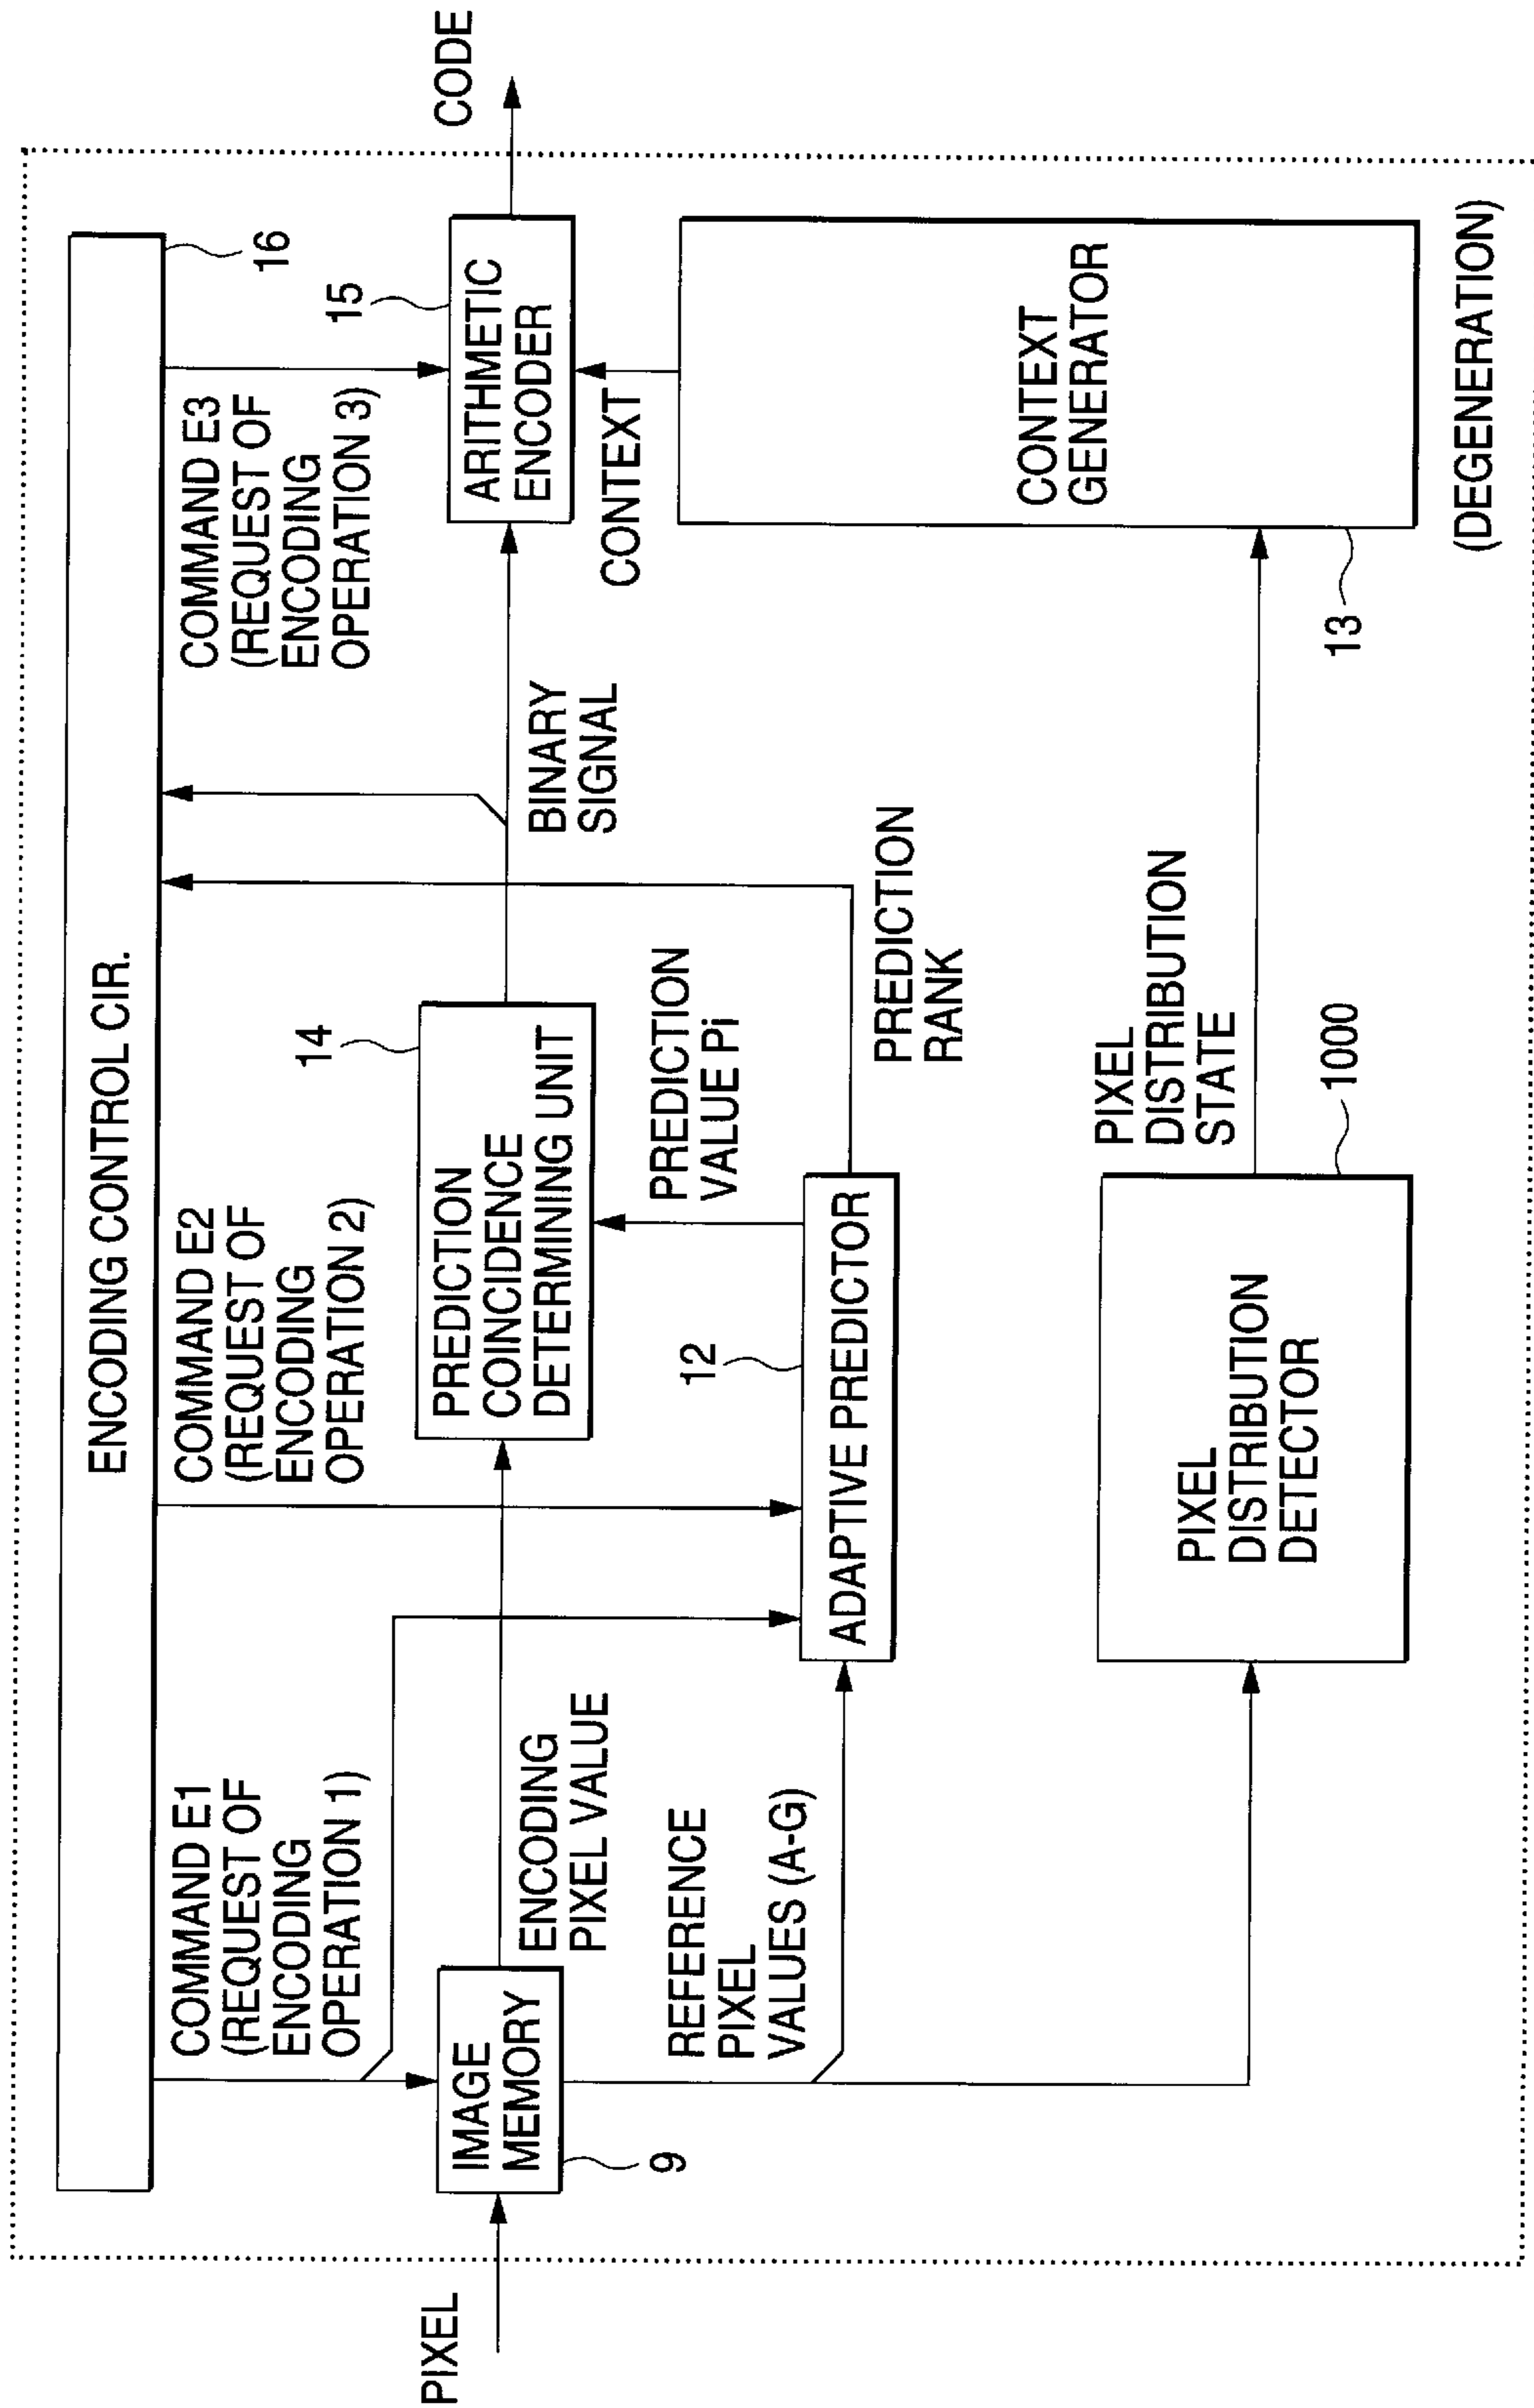 ENCODING CONTROL CIR.
16
COMMAND E1
(REQUEST OF
ENCODING
OPERATION 1)
COMMAND E2
(REQUEST OF
ENCODING
OPERATION 2)
COMMAND E3
(REQUEST OF
ENCODING
OPERATION 3)
PIXEL
IMAGE
MEMORY
9
ENCODING
PIXEL VALUE
14
PREDICTION
COINCIDENCE
DETERMINING UNIT
BINARY
SIGNAL
15
ARITHMETIC
ENCODER
CODE
REFERENCE
PIXEL
VALUES (A-G)
12
PREDICTION
VALUE Pi
CONTEXT
ADAPTIVE PREDICTOR
PREDICTION
RANK
PIXEL
DISTRIBUTION
DETECTOR
PIXEL
DISTRIBUTION
STATE
1000
CONTEXT
GENERATOR
13
(DEGENERATION)